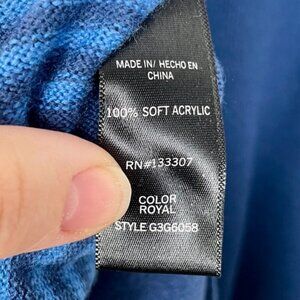 MADE IN/ HECHO EN
CHINA
100% SOFT ACRYLIC
RN#133307
COLOR
ROYAL
STYLE G3G6058